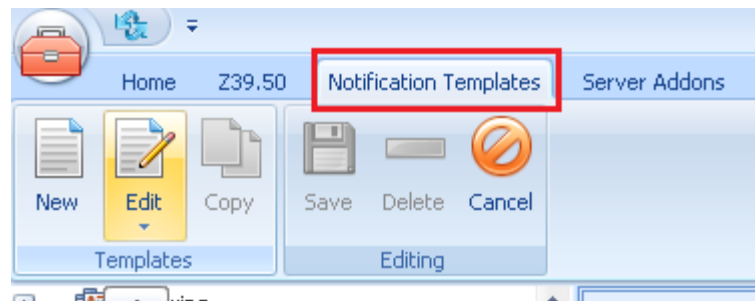 Home Z39.50 Notification Templates Server Addons
New Edit Copy Save Delete Cancel
Templates Editing